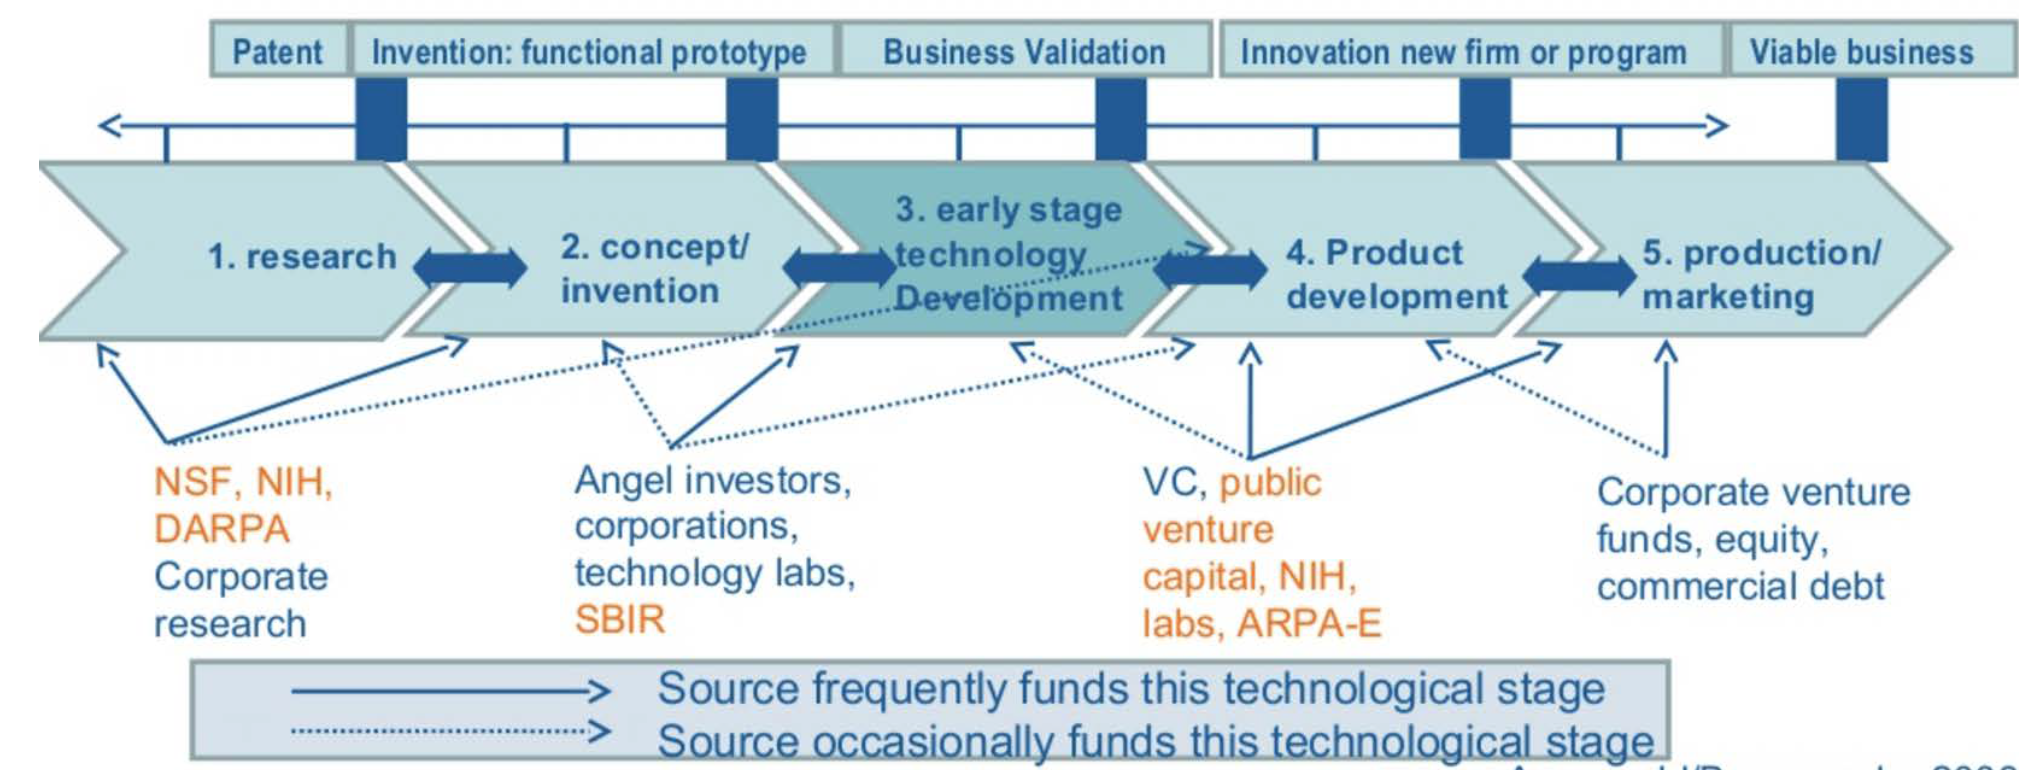 Patent
Invention: functional prototype
Business Validation
Innovation new firm or program
Viable business
1. research
2. concept/
invention
3. early stage
technology
Development
4. Product
development
5. production/
marketing
NSF, NIH,
DARPA
Corporate
research
Angel investors,
corporations,
technology labs,
SBIR
VC, public
venture
capital, NIH,
labs, ARPA-E
Corporate venture
funds, equity,
commercial debt
Source frequently funds this technological stage
Source occasionally funds this technological stage